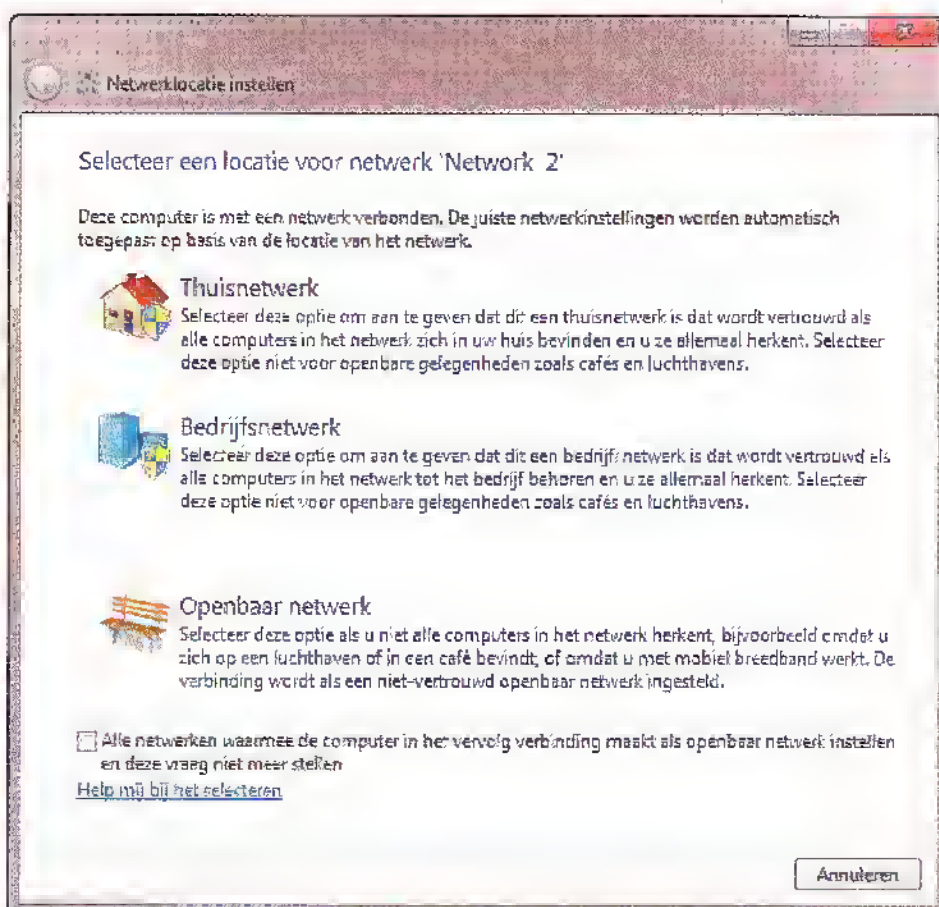 Netwerklocatie instellen
Selecteer een locatie voor netwerk 'Network 2'
Deze computer is met een netwerk verbonden. De juiste netwerkinstellingen worden automatisch
toegepast op basis van de locatie van het netwerk.
Thuisnetwerk
Selecteer deze optie om aan te geven dat dit een thuisnetwerk is dat wordt vertrouwd als
alle computers in het netwerk zich in uw huis bevinden en u ze allemaal herkent. Selecteer
deze optie niet voor openbare gelegenheden zoals cafés en luchthavens.
Bedrijfsnetwerk
Selecteer deze optie om aan te geven dat dit een bedrijfsnetwerk is dat wordt vertrouwd als
alle computers in het netwerk tot het bedrijf behoren en u ze allemaal herkent. Selecteer
deze optie niet voor openbare gelegenheden zoals cafés en luchthavens.
Openbaar netwerk
Selecteer deze optie als u niet alle computers in het netwerk herkent, bijvoorbeeld omdat u
zich op een luchthaven of in een café bevindt, of omdat u met mobiel breedband werkt. De
verbinding wordt als een niet-vertrouwd openbaar netwerk ingesteld.
Alle netwerken waarmee de computer in het vervolg verbinding maakt als openbaar netwerk instellen
en deze vraag niet meer stellen
Help mij bij het selecteren
Annuleren